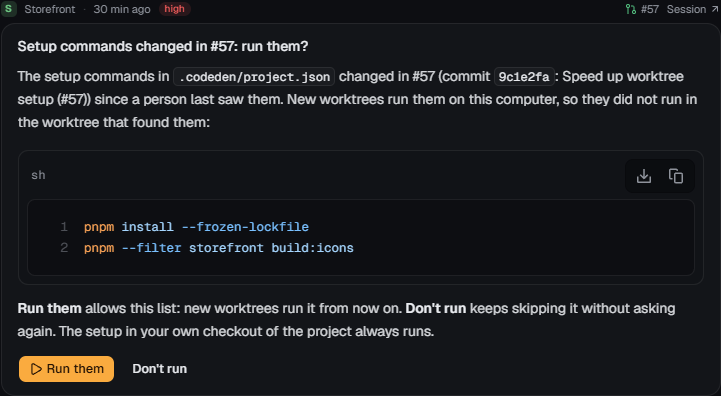 S Storefront · 30 min ago high #57 Session ↗
Setup commands changed in #57: run them?
The setup commands in .codeden/project.json changed in #57 (commit 9c1e2fa: Speed up worktree
setup (#57)) since a person last saw them. New worktrees run them on this computer, so they did not run in
the worktree that found them:
sh
1 pnpm install --frozen-lockfile
2 pnpm --filter storefront build:icons
Run them allows this list: new worktrees run it from now on. Don't run keeps skipping it without asking
again. The setup in your own checkout of the project always runs.
Run them Don't run